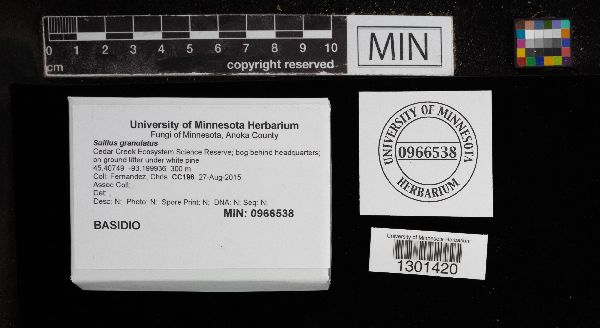 1 2 3 4 5 6 7 8 9 10
cm
copyright reserved
MIN
University of Minnesota Herbarium
Fungi of Minnesota, Anoka County
Suillus granulatus
Cedar Creek Ecosystem Science Reserve; bog behind headquarters;
on ground litter under white pine
45.40749 -93.199936 300 m
Coll: Fernandez, Chris CC196 27-Aug-2015
Assoc Coll:
Det:
Desc: N: Photo: N: Spore Print: N: DNA: N: Seq: N:
MIN: 0966538
BASIDIO
UNIVERSITY OF MINNESOTA
0966538
HERBARIUM
University of Minnesota Herbarium
1301420